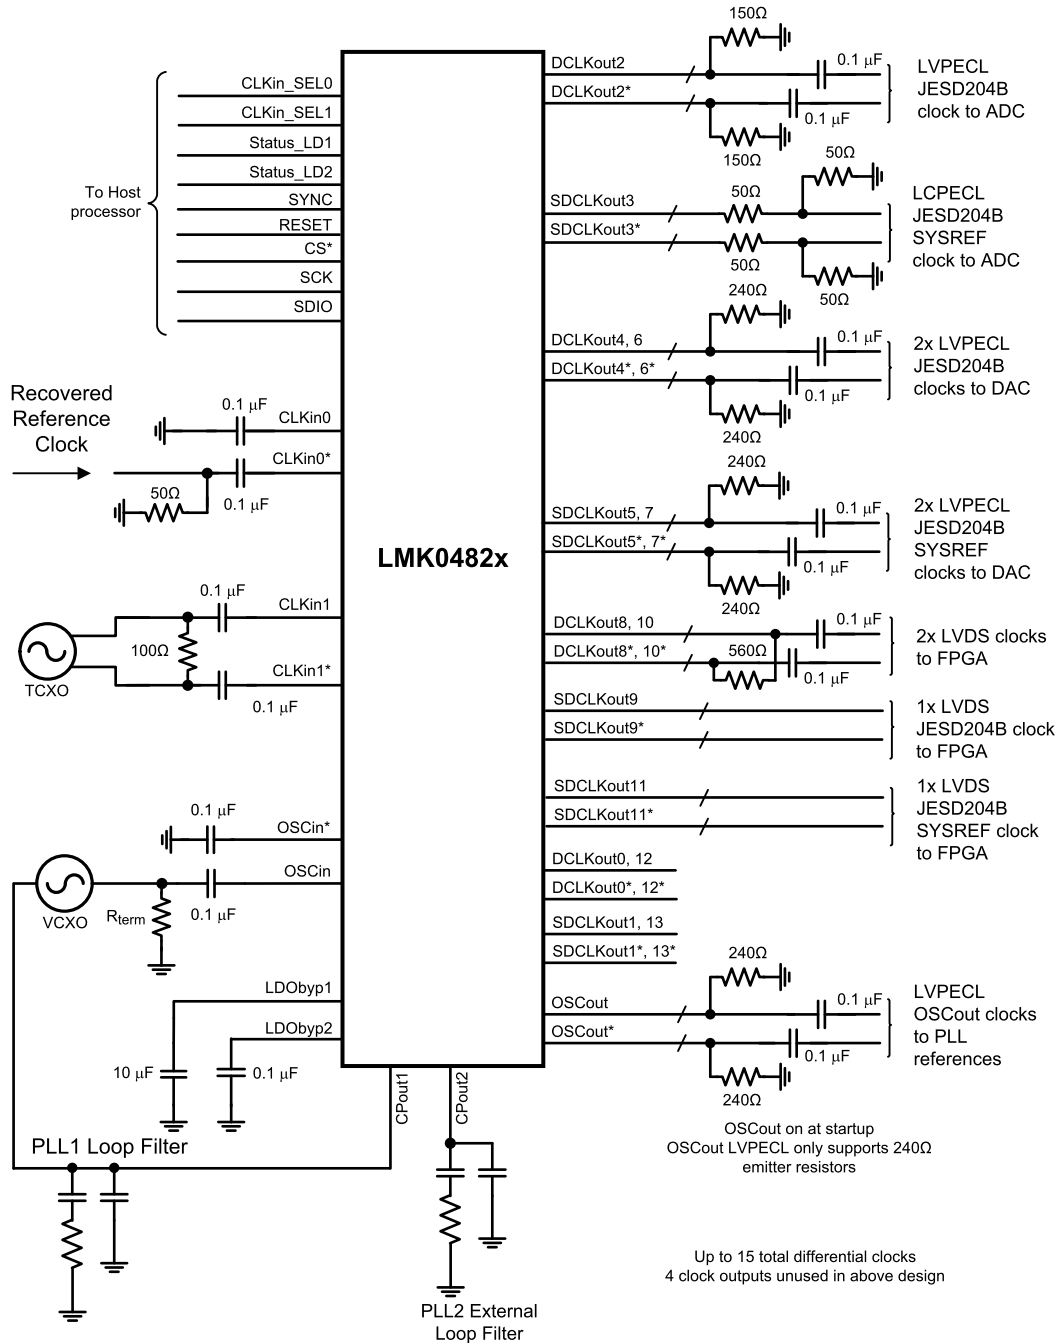 CLKin_SEL0
CLKin_SEL1
Status_LD1
Status_LD2
SYNC
RESET
CS*
SCK
SDIO
To Host
processor
Recovered
Reference
Clock
0.1 µF
CLKin0
CLKin0*
50Ω
0.1 µF
0.1 µF
CLKin1
100Ω
TCXO
CLKin1*
0.1 µF
0.1 µF
OSCin*
OSCin
VCXO
Rterm
0.1 µF
LDObyp1
LDObyp2
10 µF
0.1 µF
CPout1
CPout2
PLL1 Loop Filter
PLL2 External
Loop Filter
LMK0482x
150Ω
DCLKout2
0.1 µF
DCLKout2*
0.1 µF
150Ω
LVPECL
JESD204B
clock to ADC
50Ω
50Ω
SDCLKout3
SDCLKout3*
50Ω
50Ω
LCPECL
JESD204B
SYSREF
clock to ADC
240Ω
DCLKout4, 6
0.1 µF
DCLKout4*, 6*
0.1 µF
240Ω
2x LVPECL
JESD204B
clocks to DAC
240Ω
SDCLKout5, 7
0.1 µF
SDCLKout5*, 7*
0.1 µF
240Ω
2x LVPECL
JESD204B
SYSREF
clocks to DAC
DCLKout8, 10
0.1 µF
DCLKout8*, 10*
560Ω
0.1 µF
2x LVDS clocks
to FPGA
SDCLKout9
SDCLKout9*
1x LVDS
JESD204B clock
to FPGA
SDCLKout11
SDCLKout11*
1x LVDS
JESD204B
SYSREF clock
to FPGA
DCLKout0, 12
DCLKout0*, 12*
SDCLKout1, 13
SDCLKout1*, 13*
240Ω
OSCout
0.1 µF
OSCout*
0.1 µF
240Ω
LVPECL
OSCout clocks
to PLL
references
OSCout on at startup
OSCout LVPECL only supports 240Ω
emitter resistors
Up to 15 total differential clocks
4 clock outputs unused in above design